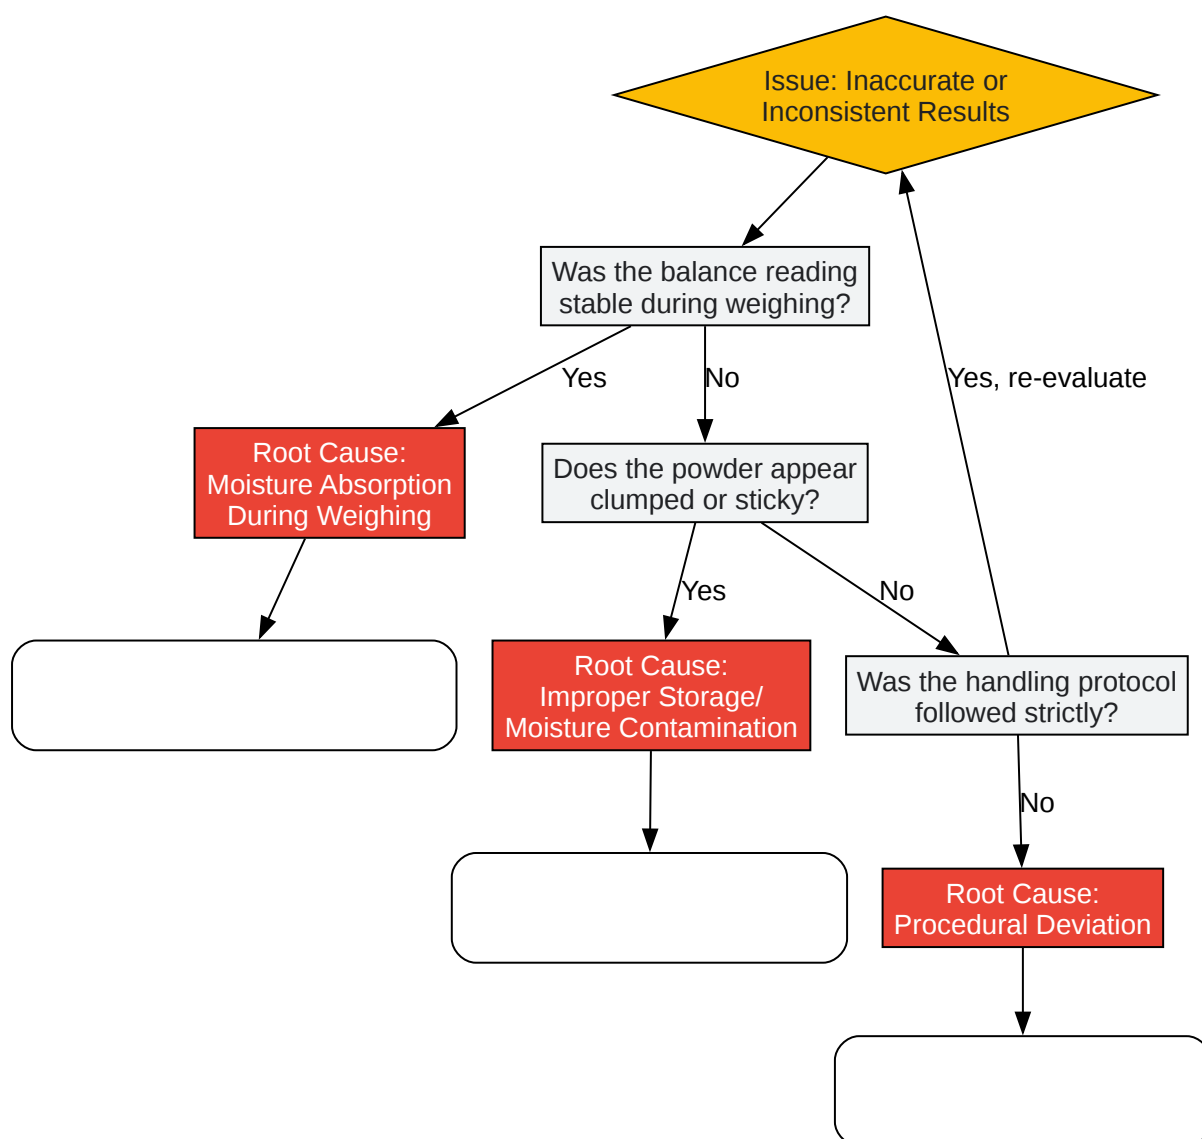 Issue: Inaccurate or
Inconsistent Results
Was the balance reading
stable during weighing?
Yes
No
Yes, re-evaluate
Root Cause:
Moisture Absorption
During Weighing
Does the powder appear
clumped or sticky?
Yes
No
Root Cause:
Improper Storage/
Moisture Contamination
Was the handling protocol
followed strictly?
No
Root Cause:
Procedural Deviation